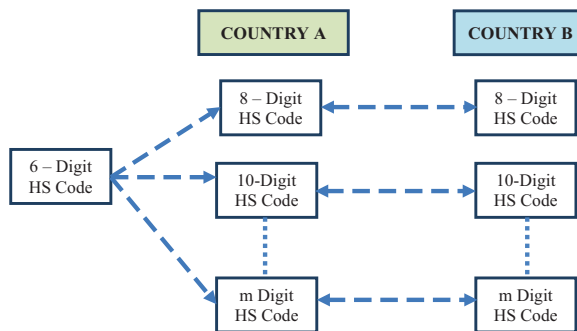 COUNTRY A
COUNTRY B
8 – Digit
HS Code
8 – Digit
HS Code
6 – Digit
HS Code
10-Digit
HS Code
10-Digit
HS Code
m Digit
HS Code
m Digit
HS Code